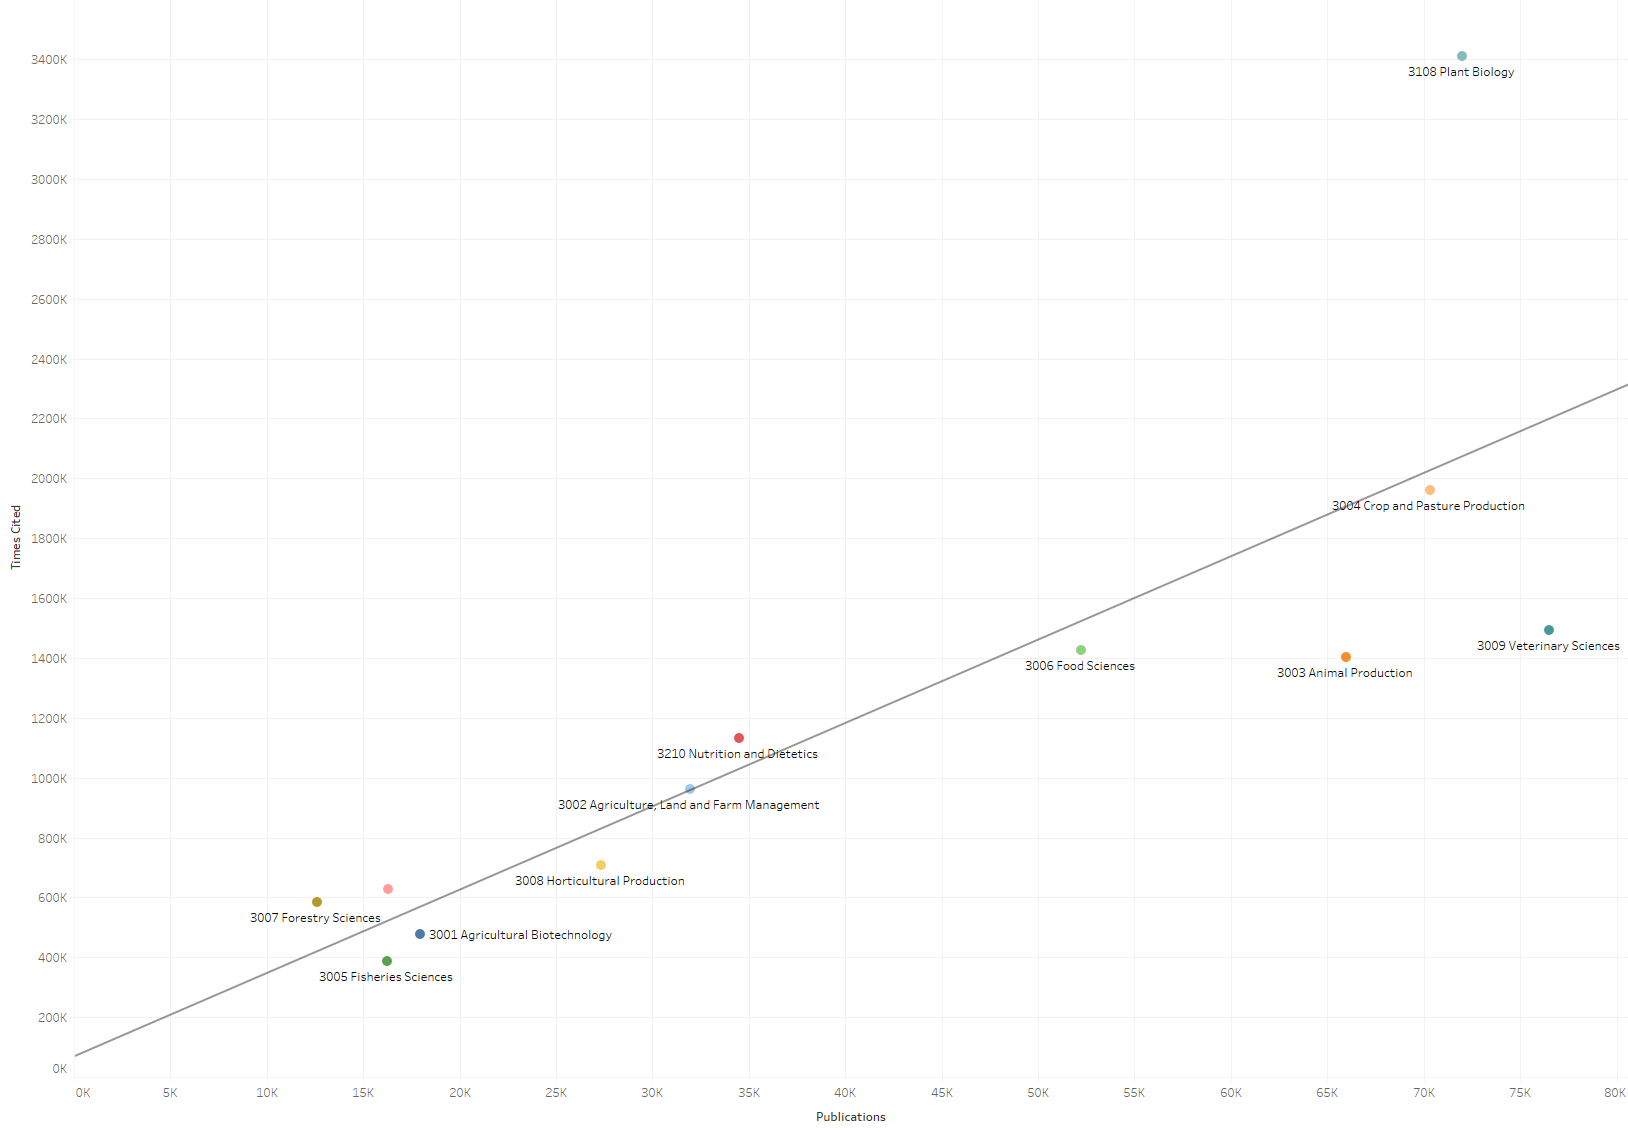 3400K
3108 Plant Biology
3200K
3000K
2800K
2600K
2400K
2200K
2000K
3004 Crop and Pasture Production
1800K
Times Cited
1600K
3009 Veterinary Sciences
1400K
3006 Food Sciences
3003 Animal Production
1200K
3210 Nutrition and Dietetics
1000K
3002 Agriculture, Land and Farm Management
800K
3008 Horticultural Production
600K
3007 Forestry Sciences
3001 Agricultural Biotechnology
400K
3005 Fisheries Sciences
200K
0K
0K 5K 10K 15K 20K 25K 30K 35K 40K 45K 50K 55K 60K 65K 70K 75K 80K
Publications